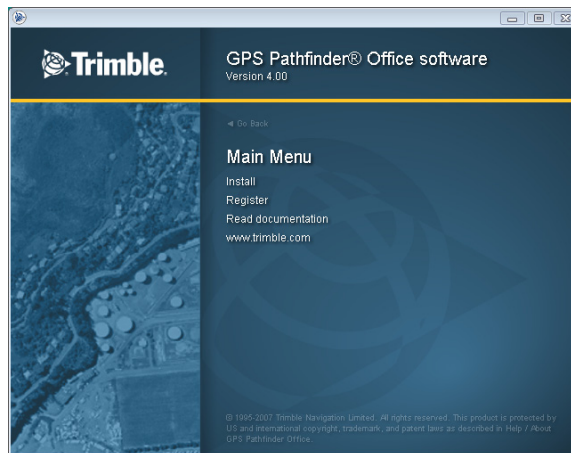 Trimble.
GPS Pathfinder® Office software
Version 4.00
◄ Go Back
Main Menu
Install
Register
Read documentation
www.trimble.com
© 1995-2007 Trimble Navigation Limited. All rights reserved. This product is protected by
US and international copyright, trademark, and patent laws as described in Help / About
GPS Pathfinder Office.